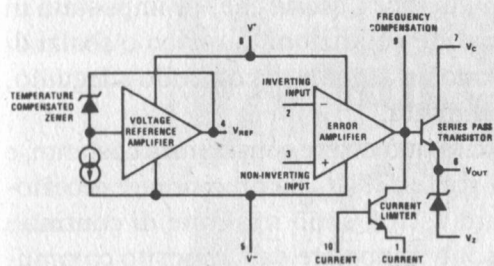 FREQUENCY
COMPENSATION
V+
8
9
7
VC
INVERTING
INPUT
2
TEMPERATURE
COMPENSATED
ZENER
VOLTAGE
REFERENCE
AMPLIFIER
4
VREF
−
ERROR
AMPLIFIER
+
SERIES PASS
TRANSISTOR
3
NON-INVERTING
INPUT
6
VOUT
CURRENT
LIMITER
VZ
5
V−
10
1
CURRENT
CURRENT